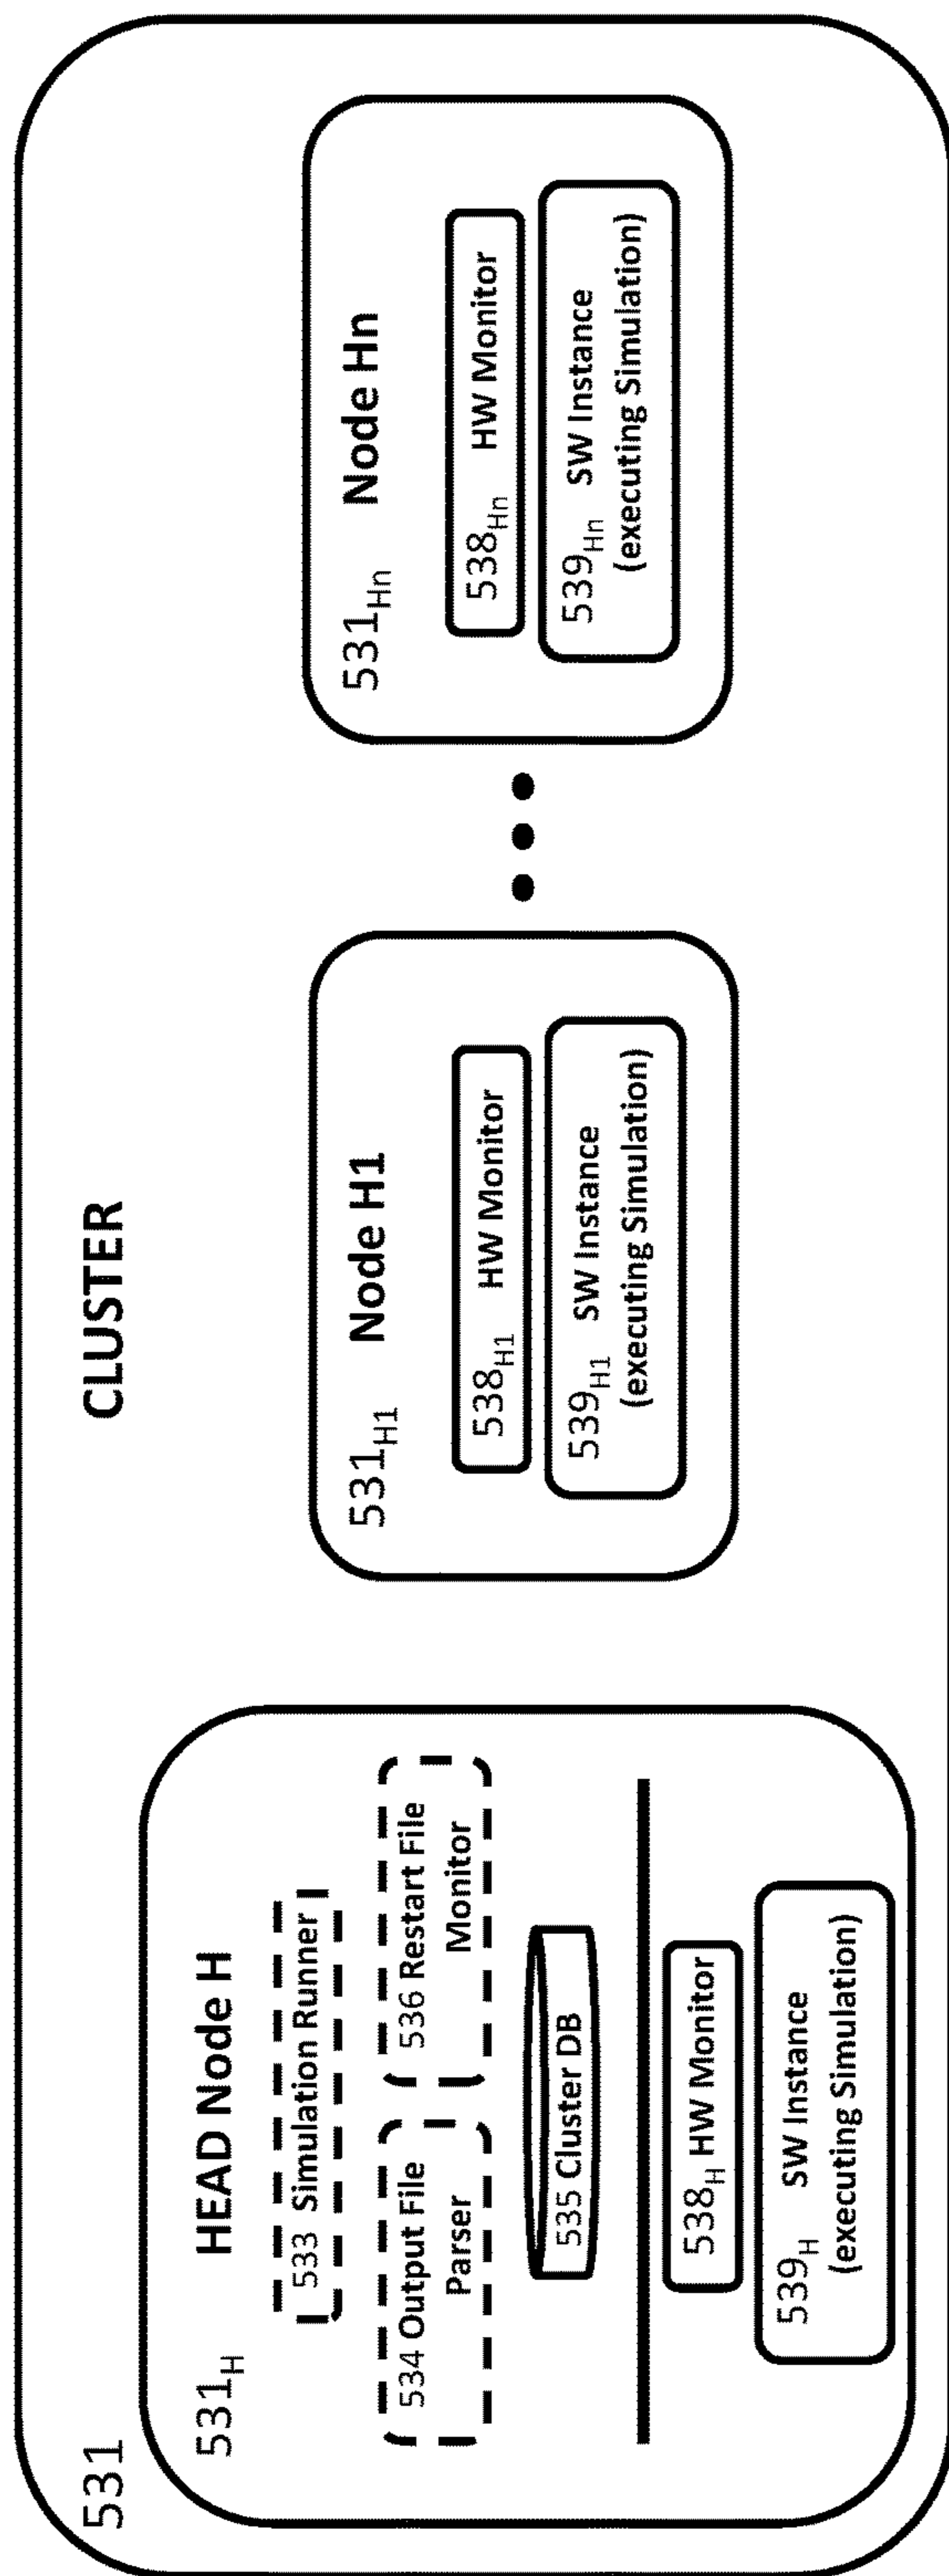 CLUSTER
531
531H HEAD Node H
533 Simulation Runner
534 Output File
Parser
536 Restart File
Monitor
535 Cluster DB
538H HW Monitor
539H SW Instance
(executing Simulation)
531H1 Node H1
538H1 HW Monitor
539H1 SW Instance
(executing Simulation)
531Hn Node Hn
538Hn HW Monitor
539Hn SW Instance
(executing Simulation)